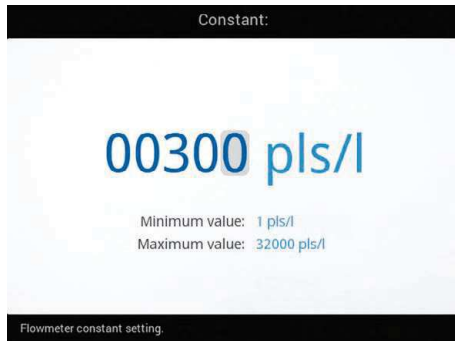 Constant:
00300 pls/l
Minimum value: 1 pls/l
Maximum value: 32000 pls/l
Flowmeter constant setting.